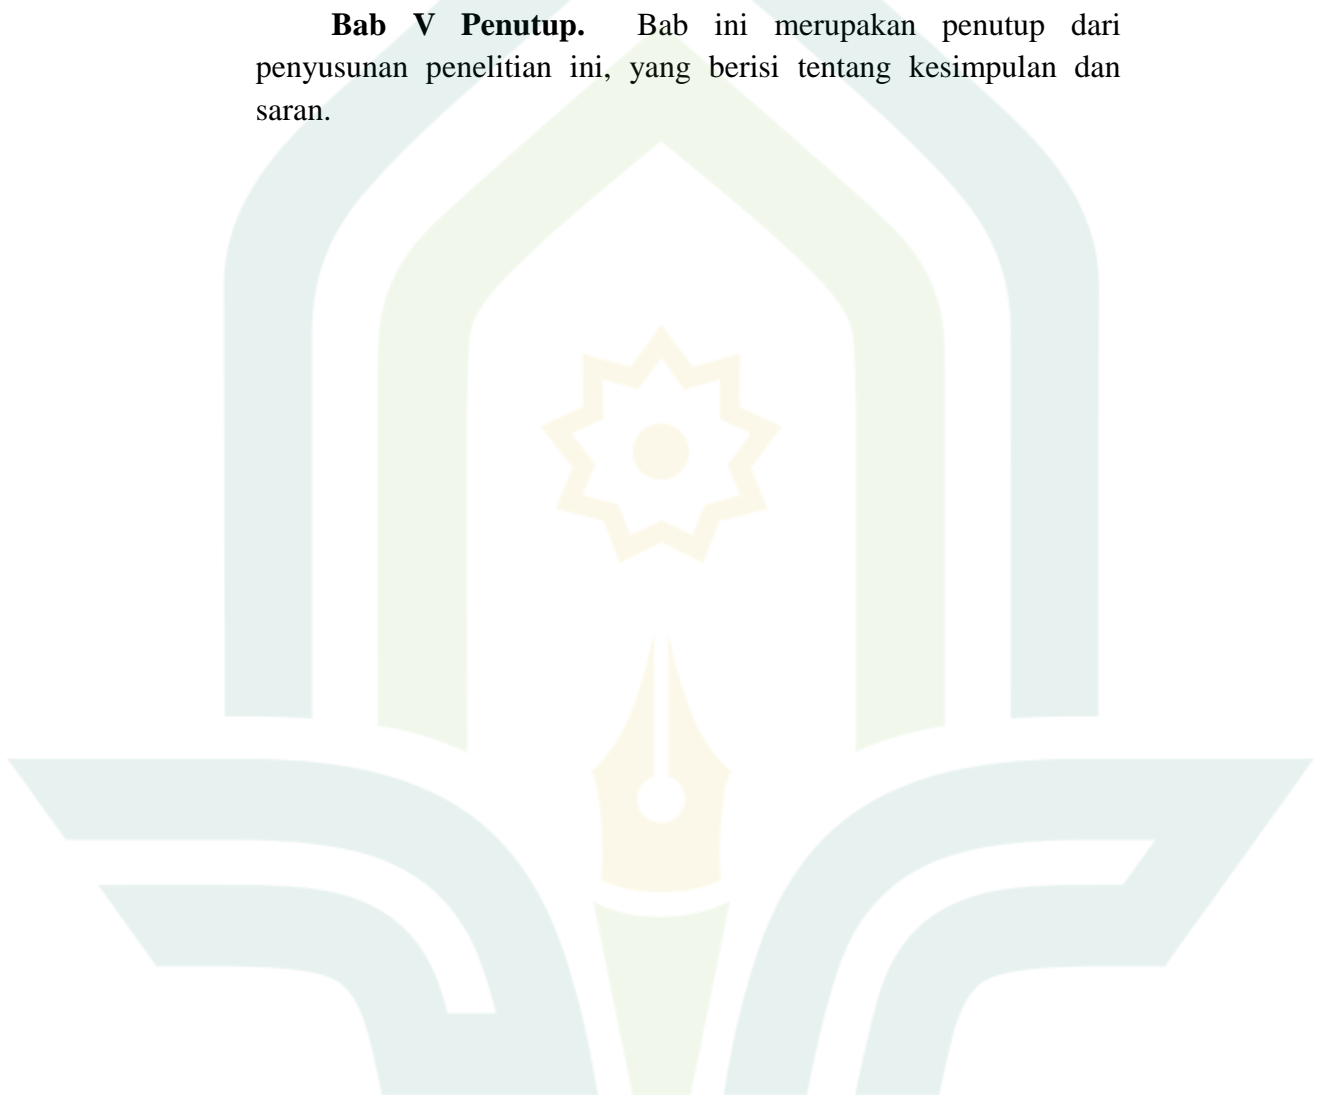 Bab V Penutup. Bab ini merupakan penutup dari
penyusunan penelitian ini, yang berisi tentang kesimpulan dan
saran.